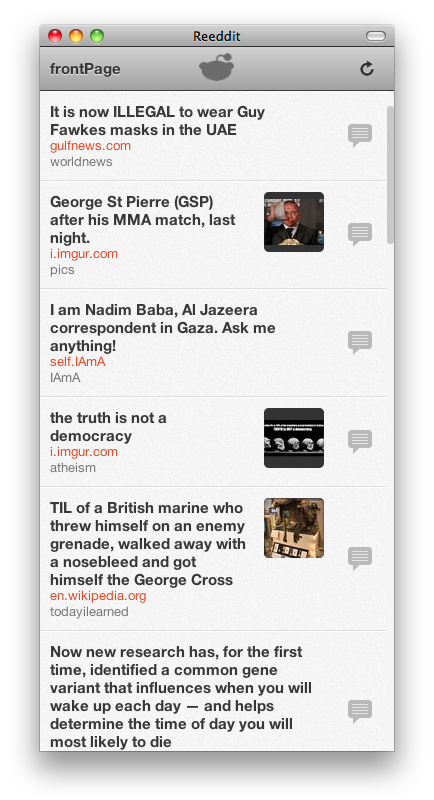 Reeddit
frontPage
It is now ILLEGAL to wear Guy
Fawkes masks in the UAE
gulfnews.com
worldnews
George St Pierre (GSP)
after his MMA match, last
night.
i.imgur.com
pics
I am Nadim Baba, Al Jazeera
correspondent in Gaza. Ask me
anything!
self.IAmA
IAmA
the truth is not a
democracy
i.imgur.com
atheism
TIL of a British marine who
threw himself on an enemy
grenade, walked away with
a nosebleed and got
himself the George Cross
en.wikipedia.org
todayilearned
Now new research has, for the first
time, identified a common gene
variant that influences when you will
wake up each day — and helps
determine the time of day you will
most likely to die